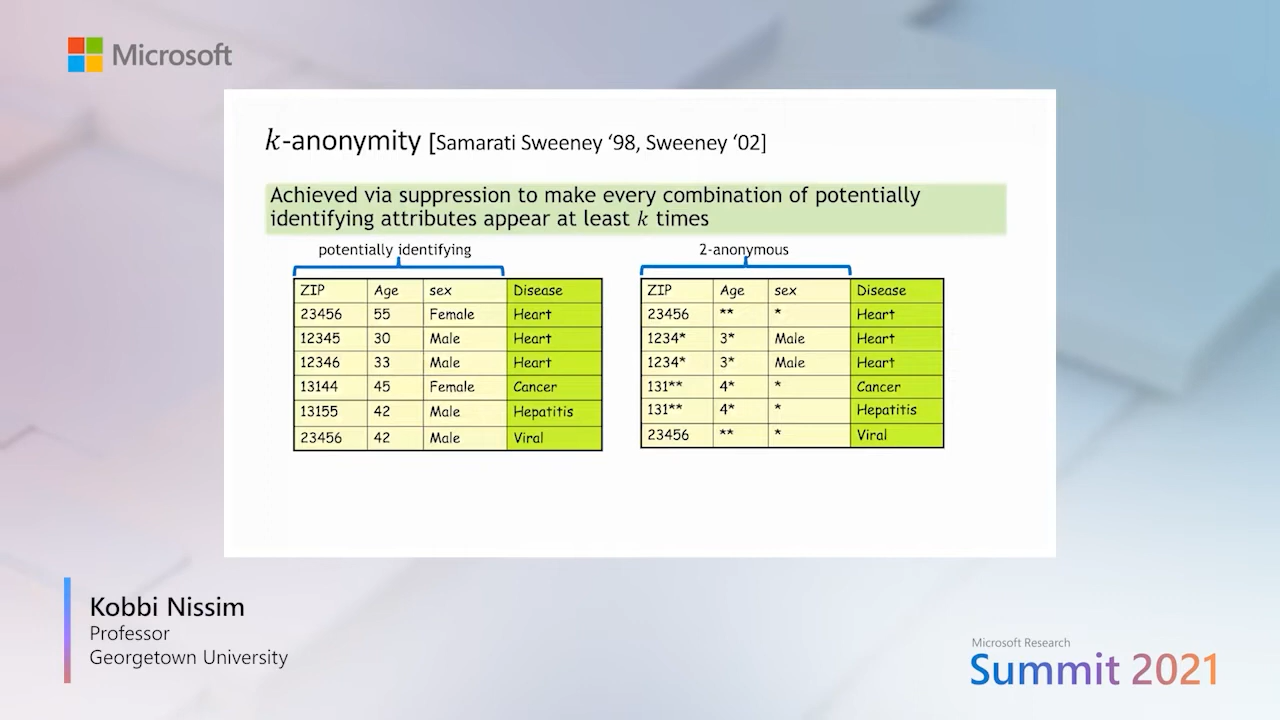 Microsoft
k-anonymity [Samarati Sweeney ‘98, Sweeney ‘02]
Achieved via suppression to make every combination of potentially
identifying attributes appear at least k times
potentially identifying
ZIP Age sex Disease
23456 55 Female Heart
12345 30 Male Heart
12346 33 Male Heart
13144 45 Female Cancer
13155 42 Male Hepatitis
23456 42 Male Viral
2-anonymous
ZIP Age sex Disease
23456 ** * Heart
1234* 3* Male Heart
1234* 3* Male Heart
131** 4* * Cancer
131** 4* * Hepatitis
23456 ** * Viral
Kobbi Nissim
Professor
Georgetown University
Microsoft Research
Summit 2021